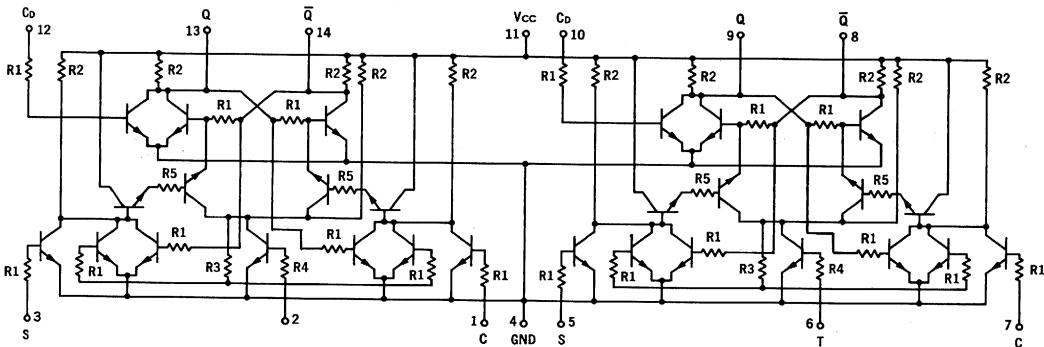 CD Q Q̅ VCC CD Q Q̅
12 13 14 11 10 9 8
R1 R2 R2 R2 R2 R2 R1 R2 R2 R2 R2 R2
R1 R1 R1 R1
R5 R5 R5 R5
R1 R1 R1 R1
R1 R1 R3 R4 R1 R1 R1 R1 R3 R4 R1 R1
3 2 1 4 5 6 7
S C GND S T C